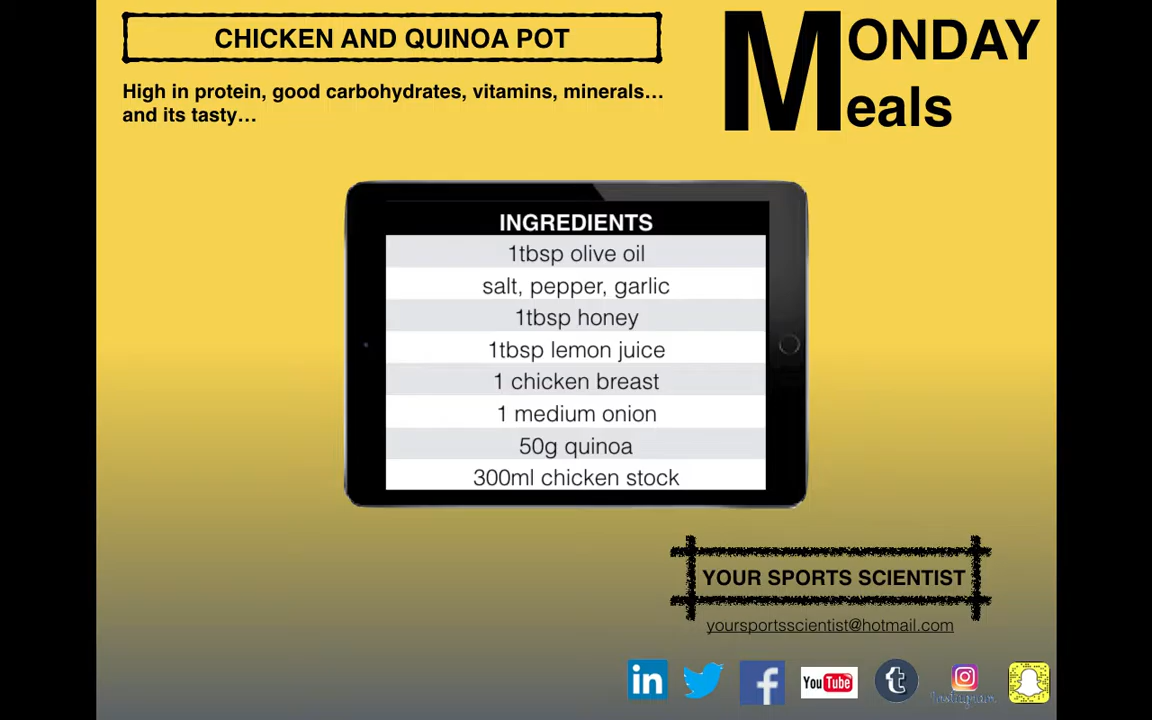 CHICKEN AND QUINOA POT
High in protein, good carbohydrates, vitamins, minerals…
and its tasty…
MONDAY
Meals
INGREDIENTS
1tbsp olive oil
salt, pepper, garlic
1tbsp honey
1tbsp lemon juice
1 chicken breast
1 medium onion
50g quinoa
300ml chicken stock
YOUR SPORTS SCIENTIST
yoursportsscientist@hotmail.com
in
f
You Tube
t
Instagram